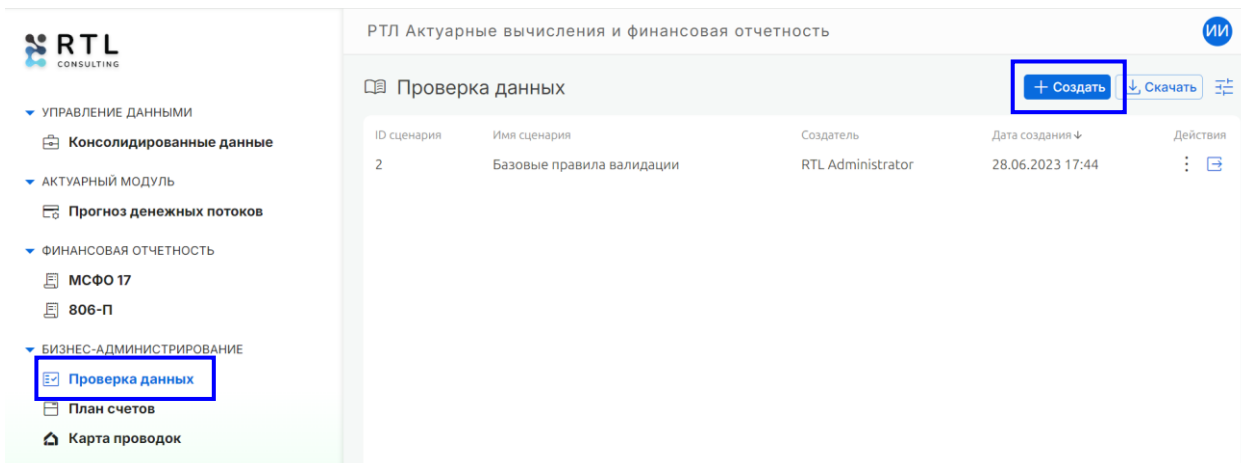 RTL
CONSULTING
УПРАВЛЕНИЕ ДАННЫМИ
Консолидированные данные
АКТУАРНЫЙ МОДУЛЬ
Прогноз денежных потоков
ФИНАНСОВАЯ ОТЧЕТНОСТЬ
МСФО 17
806-П
БИЗНЕС-АДМИНИСТРИРОВАНИЕ
Проверка данных
План счетов
Карта проводок
РТЛ Актуарные вычисления и финансовая отчетность
ИИ
Проверка данных
+ Создать
Скачать
ID сценария Имя сценария Создатель Дата создания Действия
2 Базовые правила валидации RTL Administrator 28.06.2023 17:44